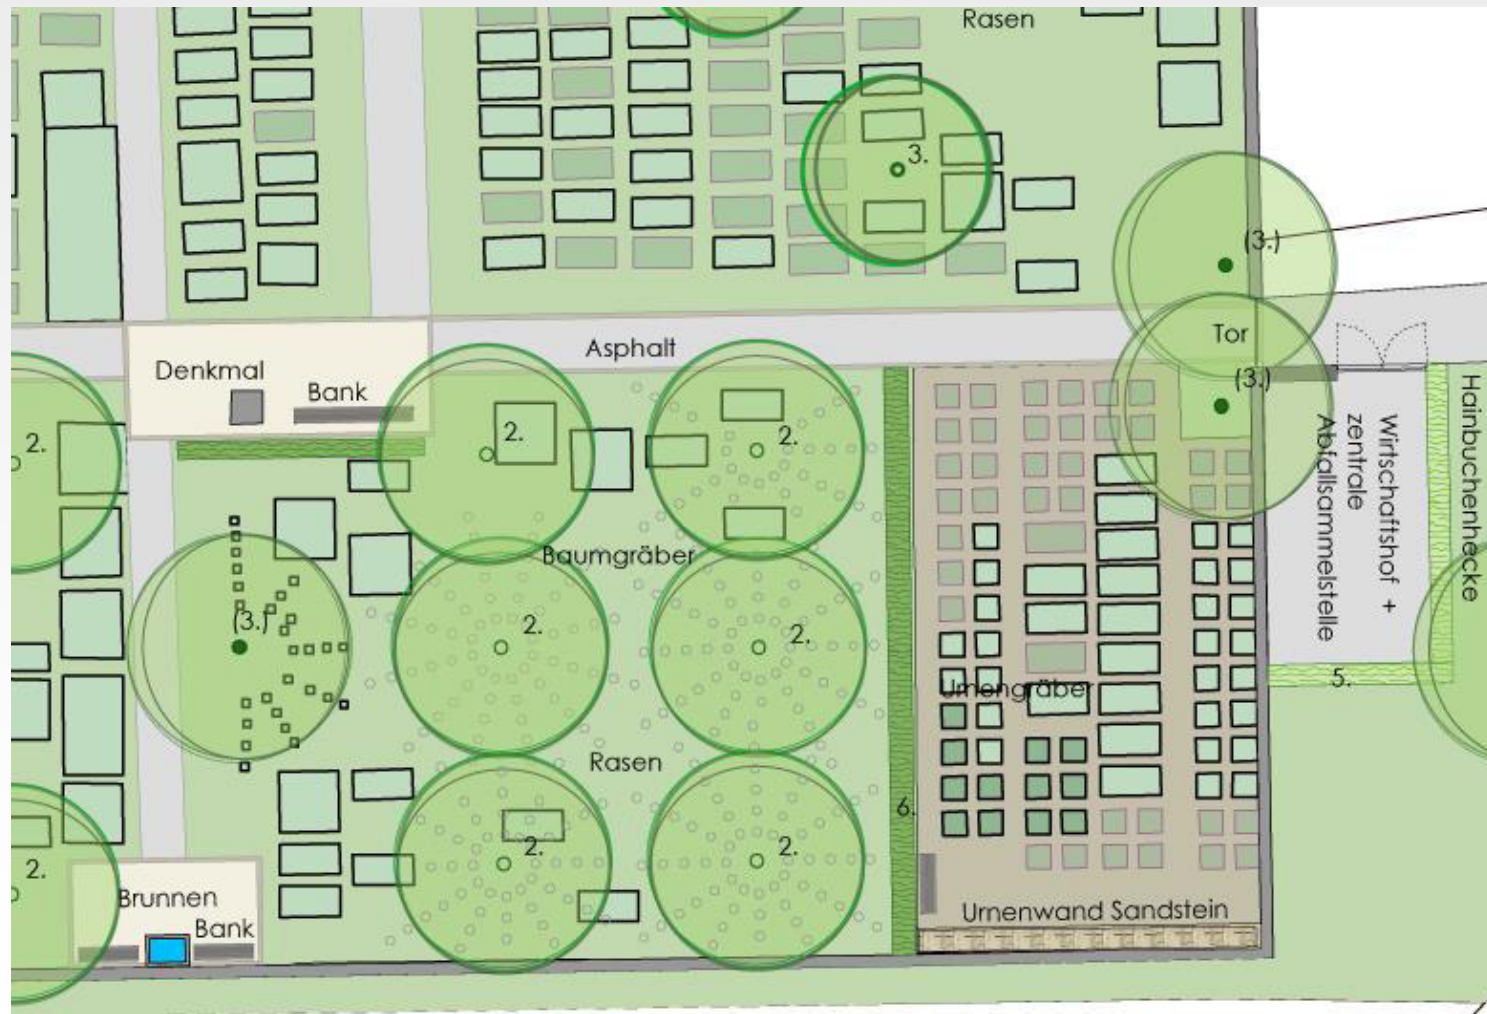 Rasen
3.
(3.)
Tor
Asphalt
(3.)
Denkmal
Bank
2.
2.
2.
Hainbuchenhecke
Wirtschaftshof +
zentrale
Abfallsammelstelle
Baumgräber
(3.)
2.
2.
5.
Urnengräber
Rasen
6.
2.
2.
2.
Brunnen
Bank
Urnenwand Sandstein